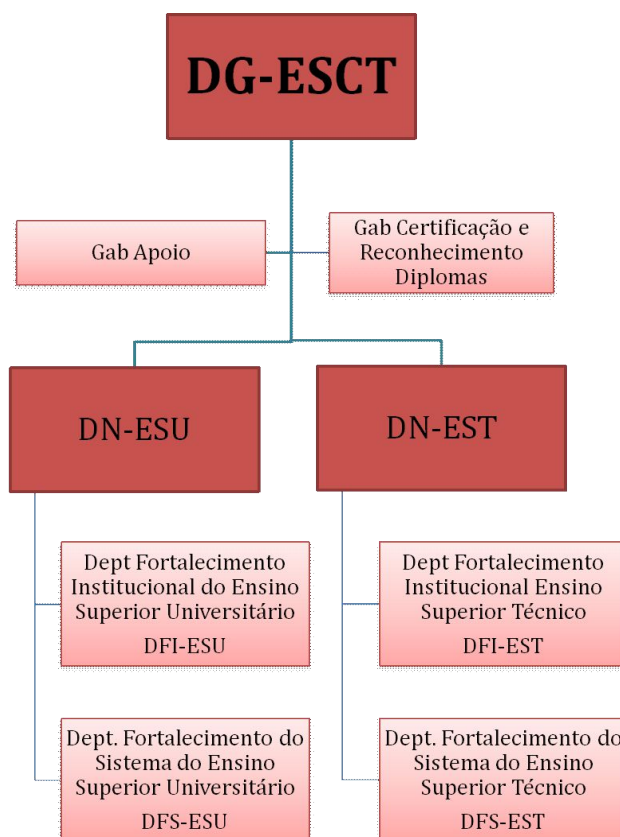 DG-ESCT
Gab Apoio
Gab Certificação e
Reconhecimento
Diplomas
DN-ESU
DN-EST
Dept Fortalecimento
Institucional do Ensino
Superior Universitário
DFI-ESU
Dept Fortalecimento
Institucional Ensino
Superior Técnico
DFI-EST
Dept. Fortalecimento do
Sistema do Ensino
Superior Universitário
DFS-ESU
Dept. Fortalecimento do
Sistema do Ensino
Superior Técnico
DFS-EST